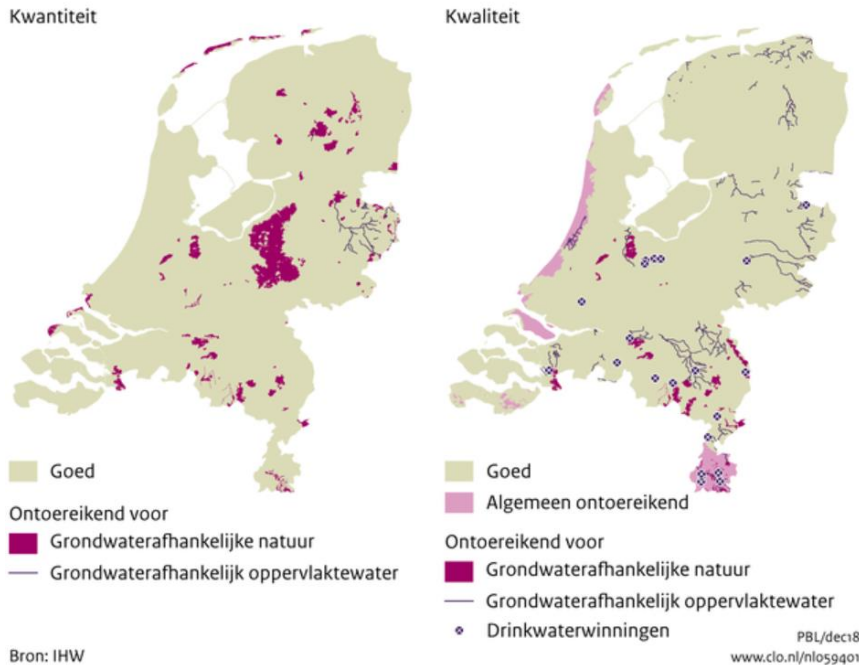 Kwantiteit
Goed
Ontoereikend voor
Grondwaterafhankelijke natuur
Grondwaterafhankelijk oppervlaktewater
Bron: IHW
Kwaliteit
Goed
Algemeen ontoereikend
Ontoereikend voor
Grondwaterafhankelijke natuur
Grondwaterafhankelijk oppervlaktewater
Drinkwaterwinningen
PBL/dec18
www.clo.nl/nl059401